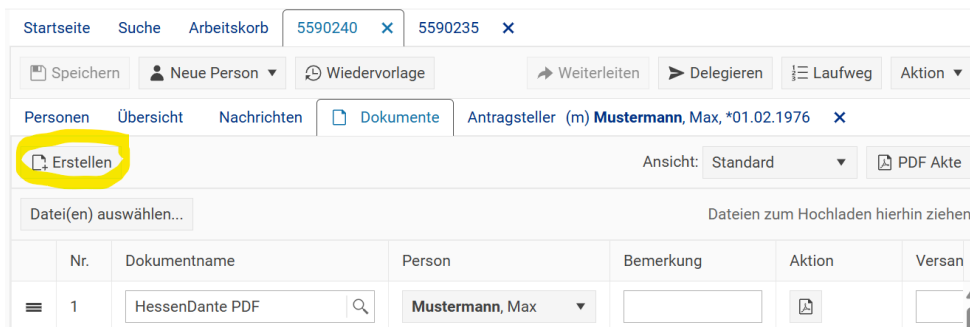 Startseite Suche Arbeitskorb 5590240 × 5590235 ×
Speichern Neue Person ▼ Wiedervorlage Weiterleiten Delegieren Laufweg Aktion ▼
Personen Übersicht Nachrichten Dokumente Antragsteller (m) Mustermann, Max, *01.02.1976 ×
Erstellen Ansicht: Standard ▼ PDF Akte
Datei(en) auswählen... Dateien zum Hochladen hierhin ziehen
Nr. Dokumentname Person Bemerkung Aktion Versan
1 HessenDante PDF Mustermann, Max ▼